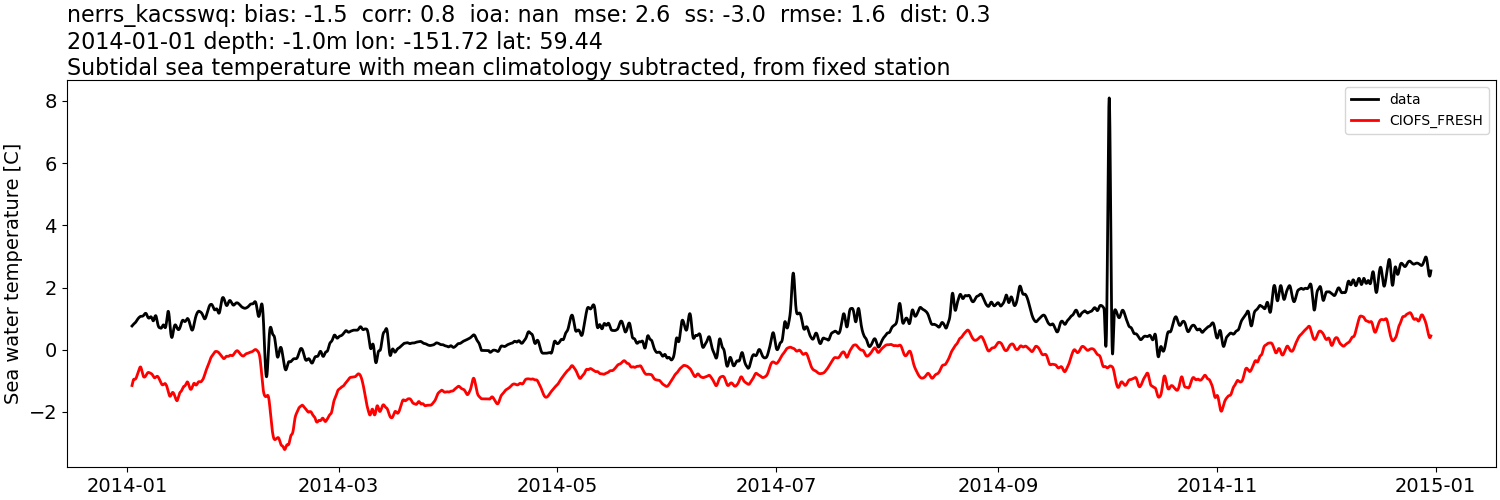 nerrs_kacsswq: bias: -1.5  corr: 0.8  ioa: nan  mse: 2.6  ss: -3.0  rmse: 1.6  dist: 0.3
2014-01-01 depth: -1.0m lon: -151.72 lat: 59.44
Subtidal sea temperature with mean climatology subtracted, from fixed station
Sea water temperature [C]
8
6
4
2
0
−2
data
CIOFS_FRESH
2014-01
2014-03
2014-05
2014-07
2014-09
2014-11
2015-01